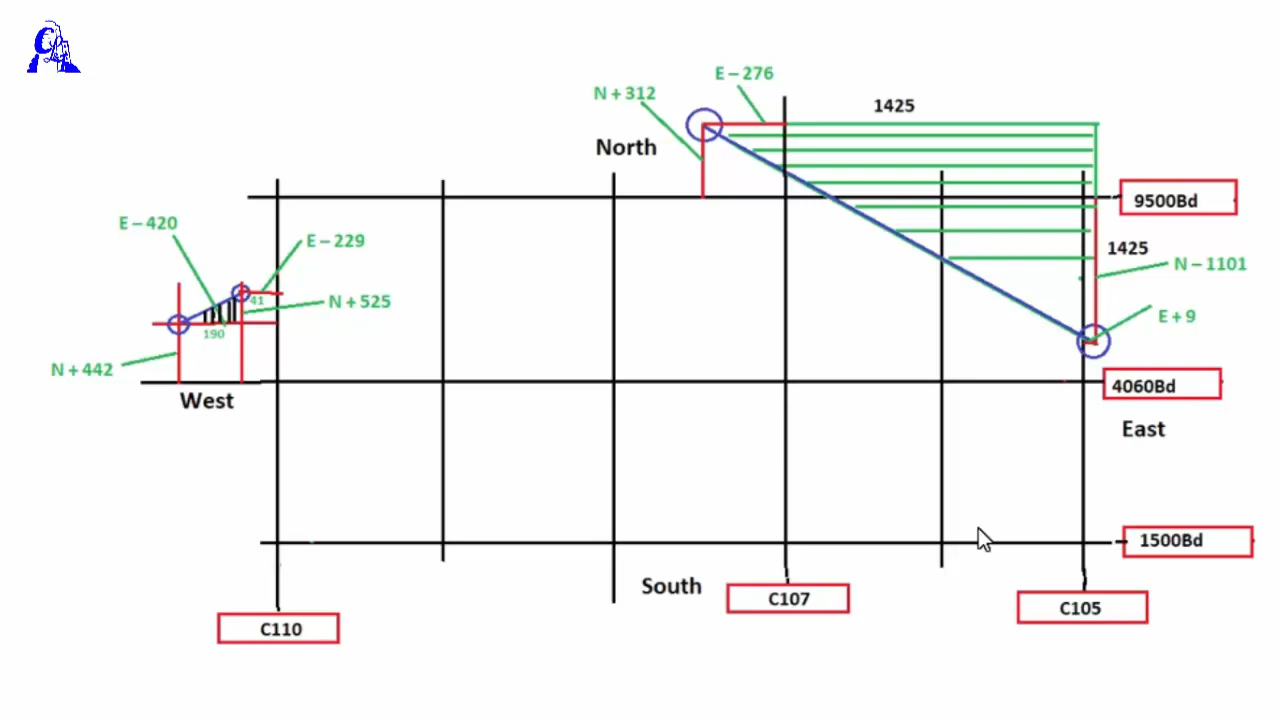 E-276
N+312
1425
North
9500Bd
E-420
E-229
1425
N-1101
41
N+525
E+9
190
N+442
4060Bd
West
East
1500Bd
South
C107
C105
C110